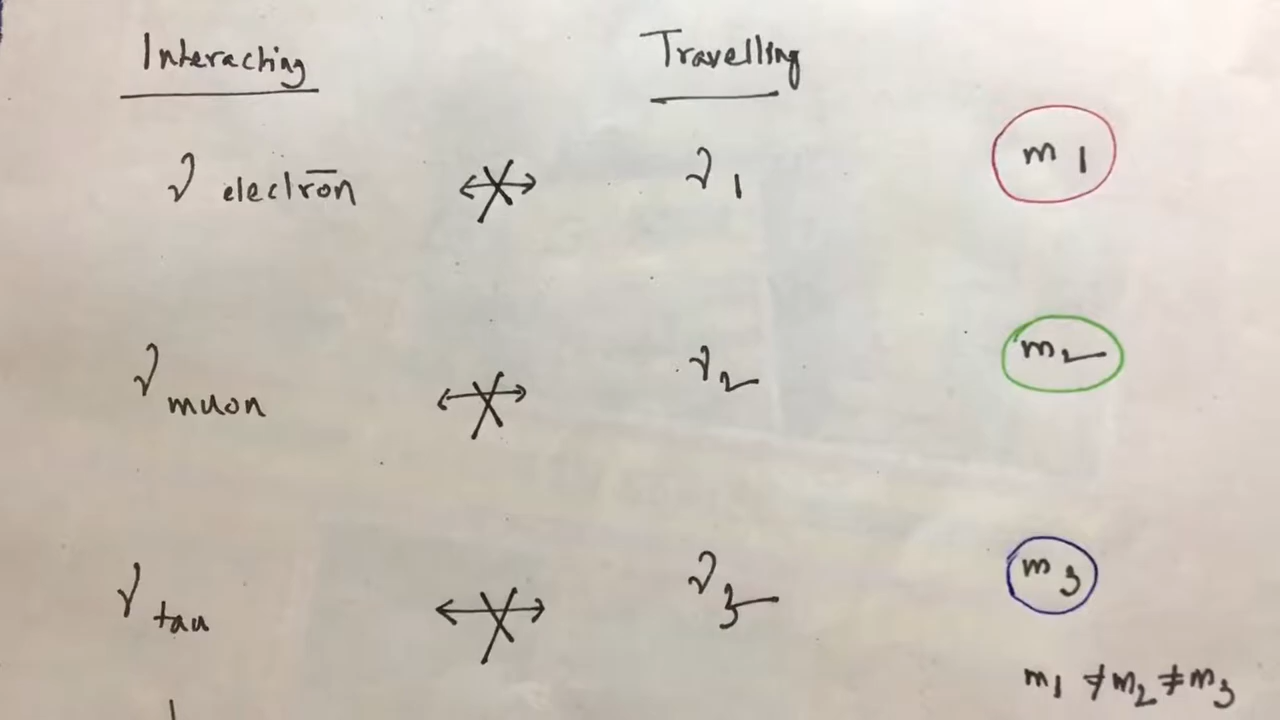 Interacting Travelling
ν electron ν1 m1
ν muon ν2 m2
ν tau ν3 m3
m1 ≠ m2 ≠ m3